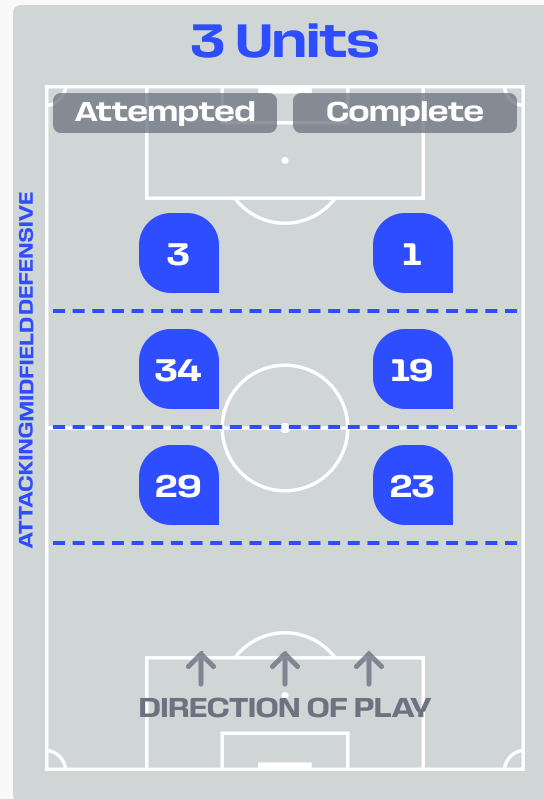 3 Units
Attempted Complete
3 1
34 19
29 23
ATTACKINGMIDFIELDDEFENSIVE
DIRECTION OF PLAY